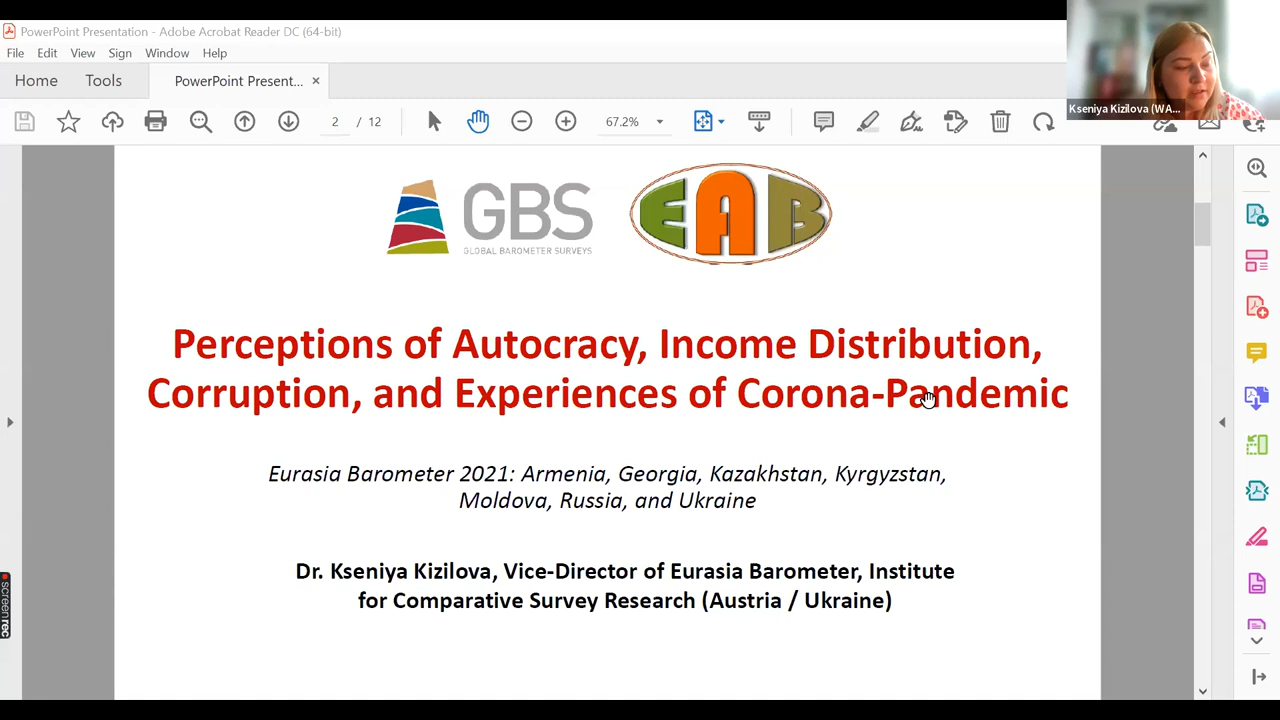 PowerPoint Presentation - Adobe Acrobat Reader DC (64-bit)
File Edit View Sign Window Help
Home Tools PowerPoint Present... ×
2 / 12 67.2%
Kseniya Kizilova (WA...
GBS
GLOBAL BAROMETER SURVEYS
EAB
Perceptions of Autocracy, Income Distribution,
Corruption, and Experiences of Corona-Pandemic
Eurasia Barometer 2021: Armenia, Georgia, Kazakhstan, Kyrgyzstan,
Moldova, Russia, and Ukraine
Dr. Kseniya Kizilova, Vice-Director of Eurasia Barometer, Institute
for Comparative Survey Research (Austria / Ukraine)
screenrec